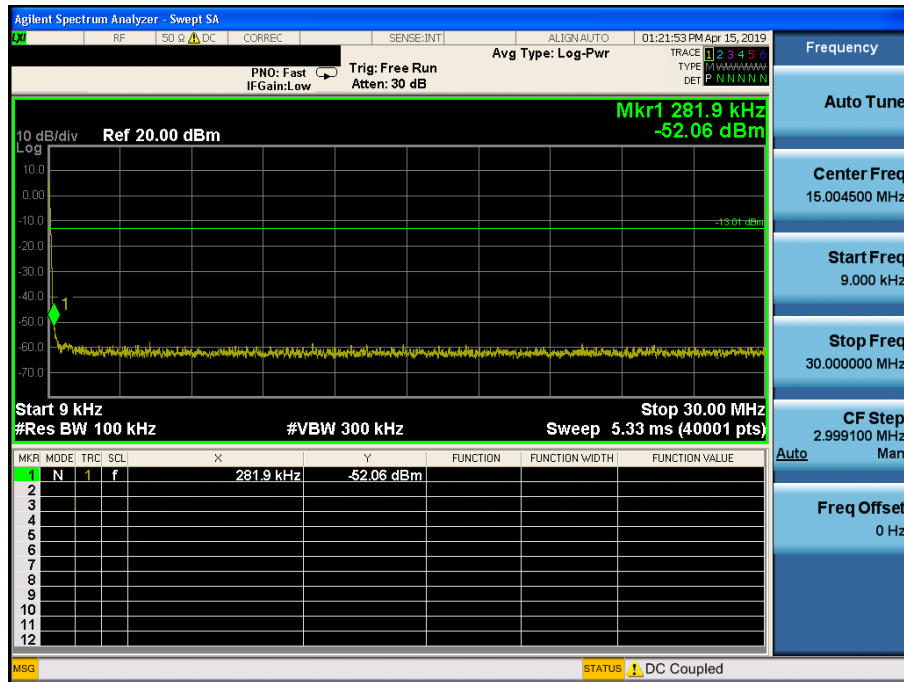 Agilent Spectrum Analyzer - Swept SA
LXI RF 50 Ω DC CORREC SENSE:INT ALIGN AUTO 01:21:53 PM Apr 15, 2019
Avg Type: Log-Pwr TRACE 1 2 3 4 5 6
PNO: Fast Trig: Free Run TYPE M WWWWW
IFGain:Low Atten: 30 dB DET P N N N N N
Mkr1 281.9 kHz
10 dB/div Ref 20.00 dBm -52.06 dBm
Log
10.0
0.00
-10.0
-13.01 dBm
-20.0
-30.0
-40.0
1
-50.0
-60.0
-70.0
Start 9 kHz Stop 30.00 MHz
#Res BW 100 kHz #VBW 300 kHz Sweep 5.33 ms (40001 pts)
MKR MODE TRC SCL X Y FUNCTION FUNCTION WIDTH FUNCTION VALUE
1 N 1 f 281.9 kHz -52.06 dBm
2
3
4
5
6
7
8
9
10
11
12
MSG STATUS DC Coupled
Frequency
Auto Tune
Center Freq
15.004500 MHz
Start Freq
9.000 kHz
Stop Freq
30.000000 MHz
CF Step
2.999100 MHz
Auto Man
Freq Offset
0 Hz